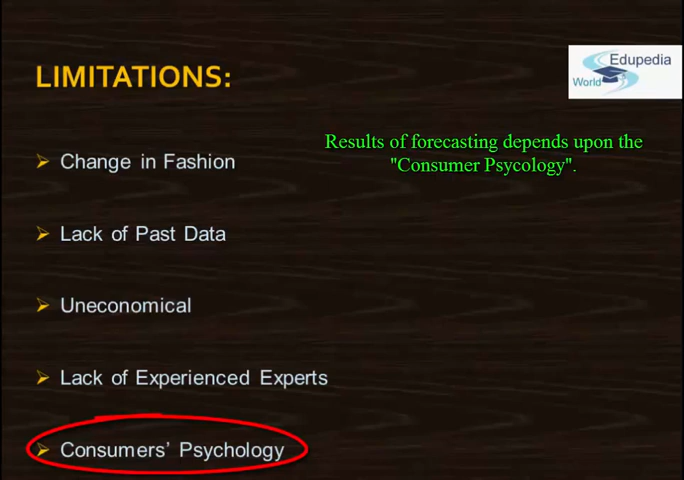 Edupedia
World
LIMITATIONS:
Results of forecasting depends upon the
"Consumer Psycology".
Change in Fashion
Lack of Past Data
Uneconomical
Lack of Experienced Experts
Consumers’ Psychology